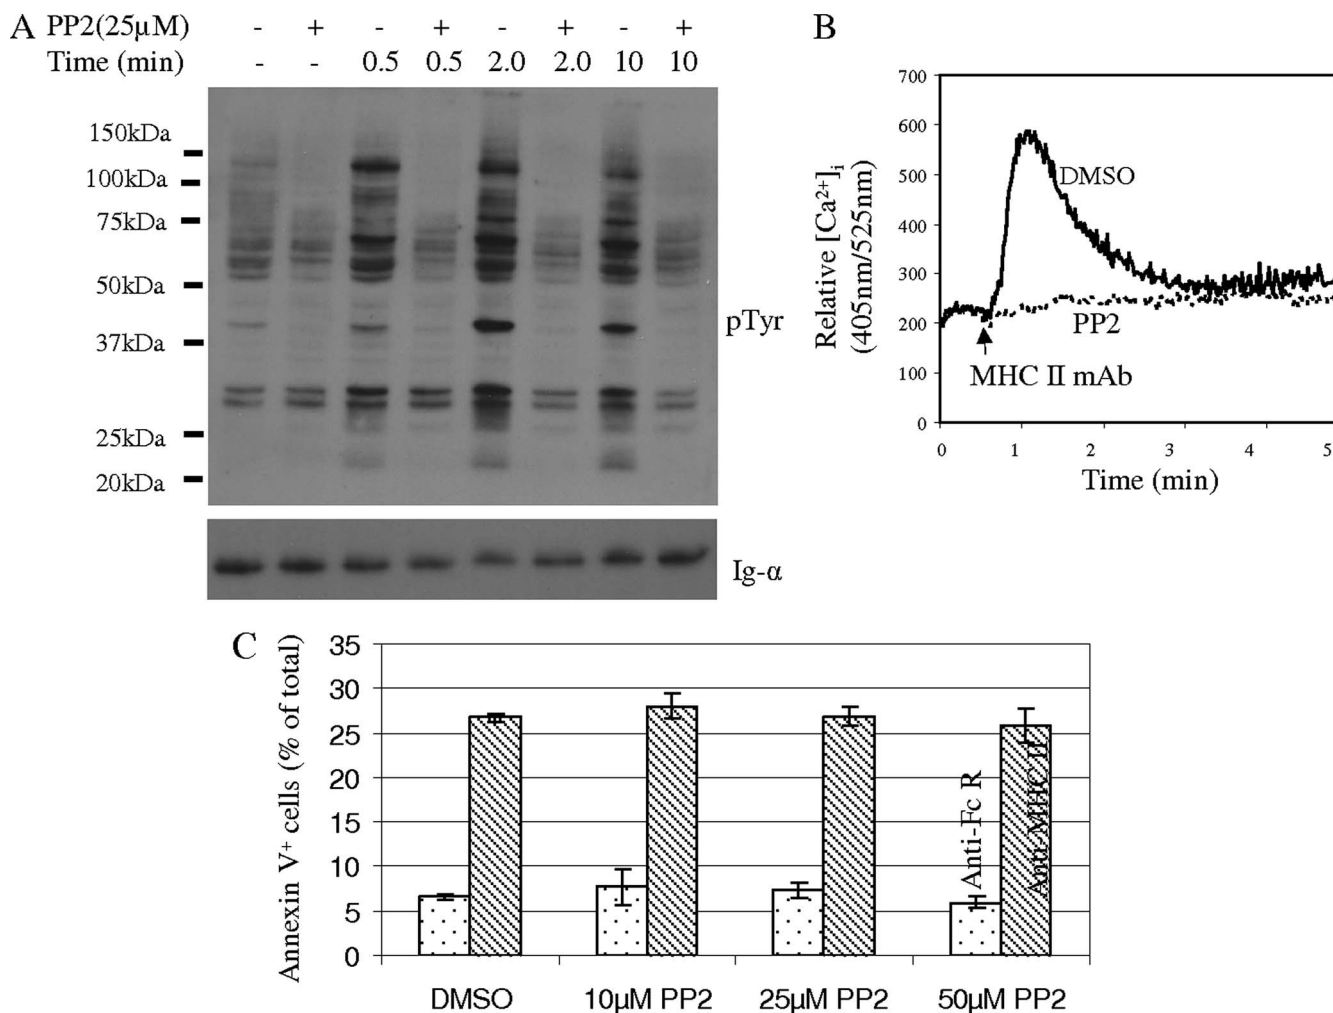 A
PP2(25μM) - + - + - + - +
Time (min) - - 0.5 0.5 2.0 2.0 10 10
150kDa
100kDa
75kDa
50kDa
37kDa
25kDa
20kDa
pTyr
Ig-α
B
700
600
500
400
300
200
100
0
Relative [Ca²⁺]i
(405nm/525nm)
DMSO
PP2
MHC II mAb
0 1 2 3 4 5
Time (min)
C
Annexin V⁺ cells (% of total)
35
30
25
20
15
10
5
0
Anti-Fc R
Anti-MHC II
DMSO 10μM PP2 25μM PP2 50μM PP2